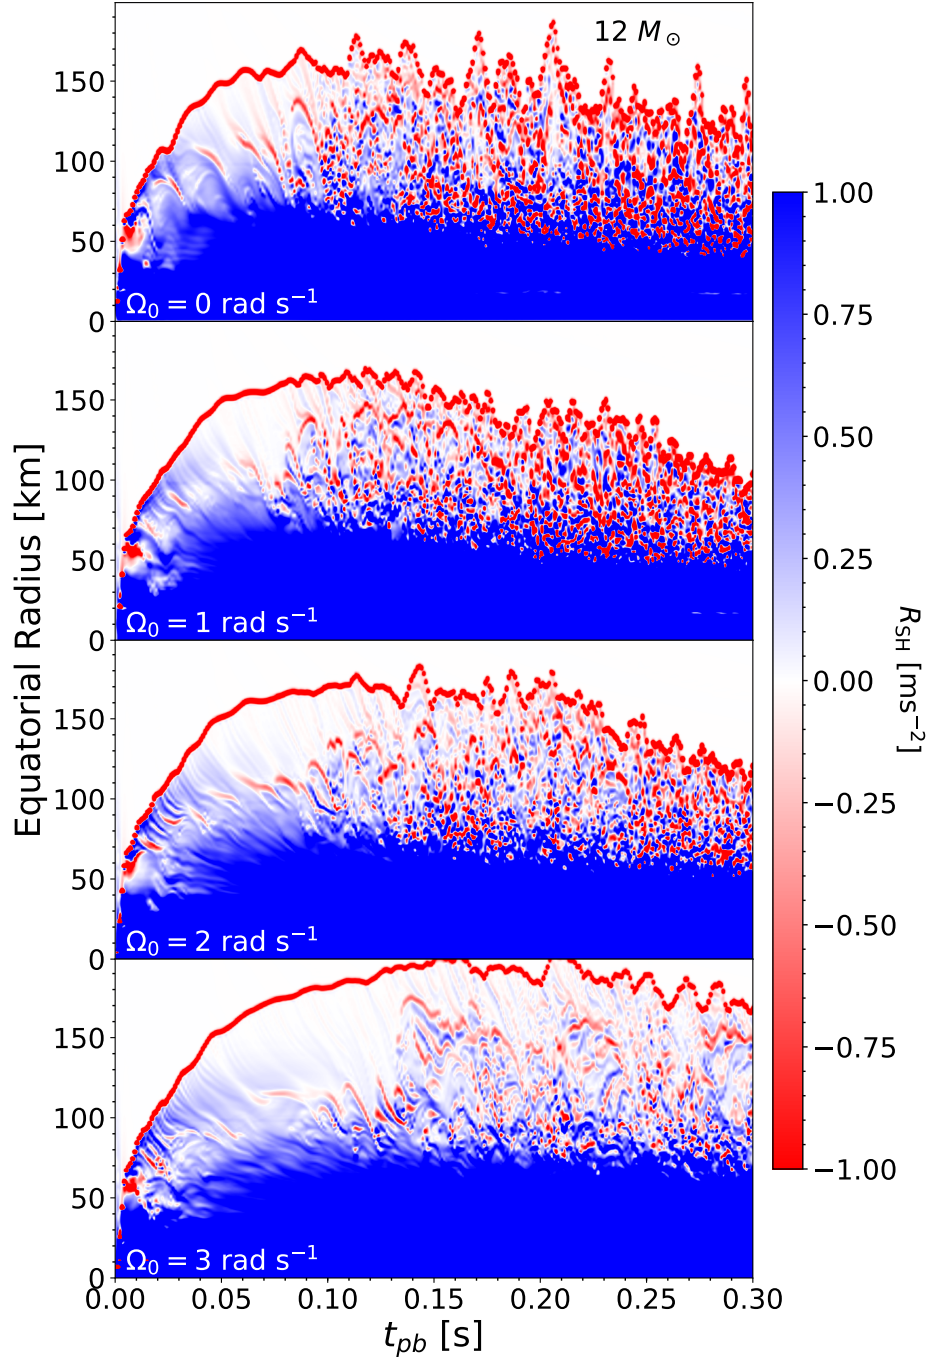 12 M⊙
150
100
50
0
Ω₀ = 0 rad s⁻¹
150
100
50
0
Ω₀ = 1 rad s⁻¹
150
100
50
0
Ω₀ = 2 rad s⁻¹
150
100
50
0
Ω₀ = 3 rad s⁻¹
0.00 0.05 0.10 0.15 0.20 0.25 0.30
t_pb [s]
Equatorial Radius [km]
1.00
0.75
0.50
0.25
0.00
−0.25
−0.50
−0.75
−1.00
R_SH [ms⁻²]